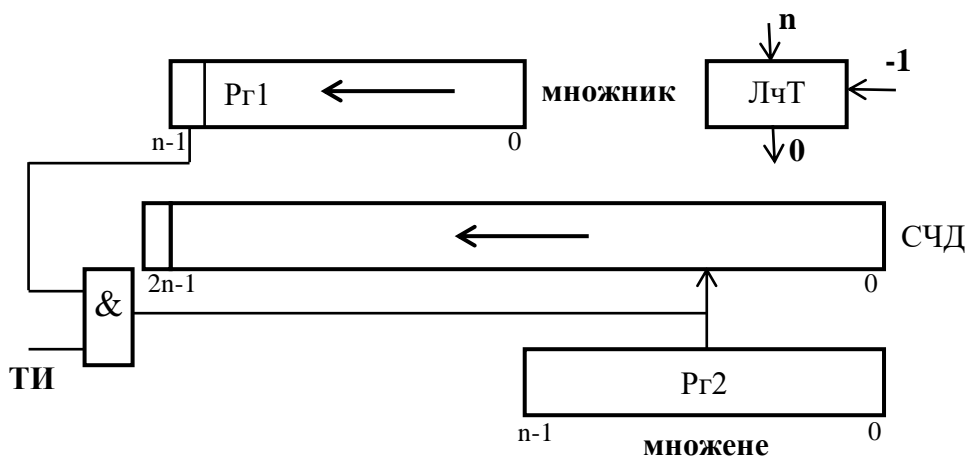 n
-1
Рг1
множник
ЛчТ
n-1
0
0
СЧД
2n-1
0
&
ТИ
Рг2
n-1
0
множене